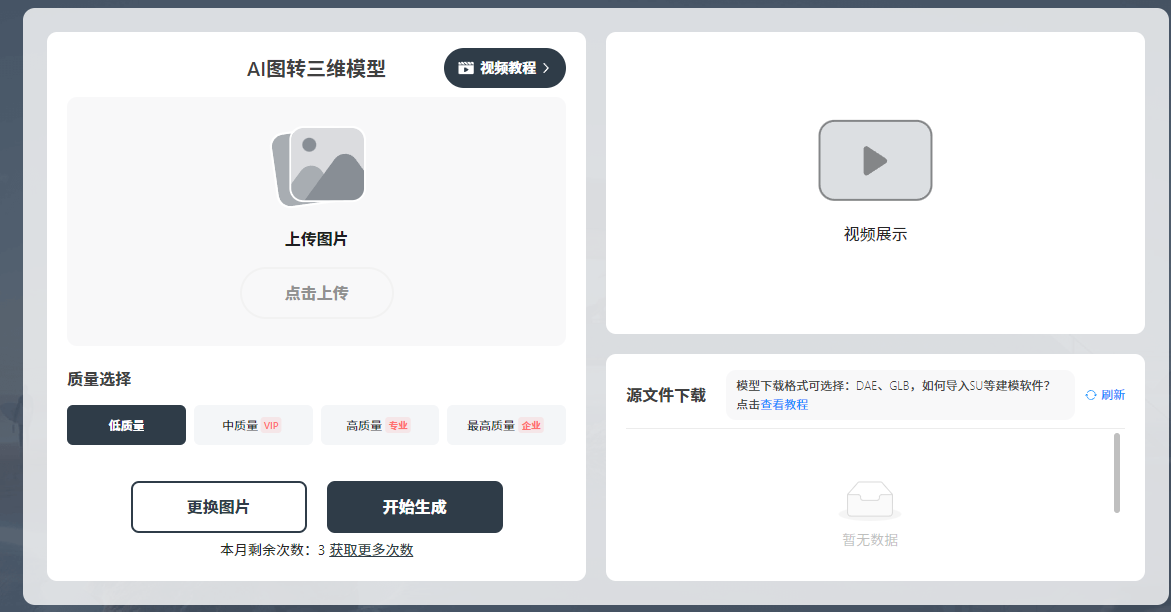 AI图转三维模型
视频教程
上传图片
点击上传
质量选择
低质量
中质量 VIP
高质量 专业
最高质量 企业
更换图片
开始生成
本月剩余次数：3 获取更多次数
视频展示
源文件下载
模型下载格式可选择：DAE、GLB，如何导入SU等建模软件？
点击查看教程
刷新
暂无数据